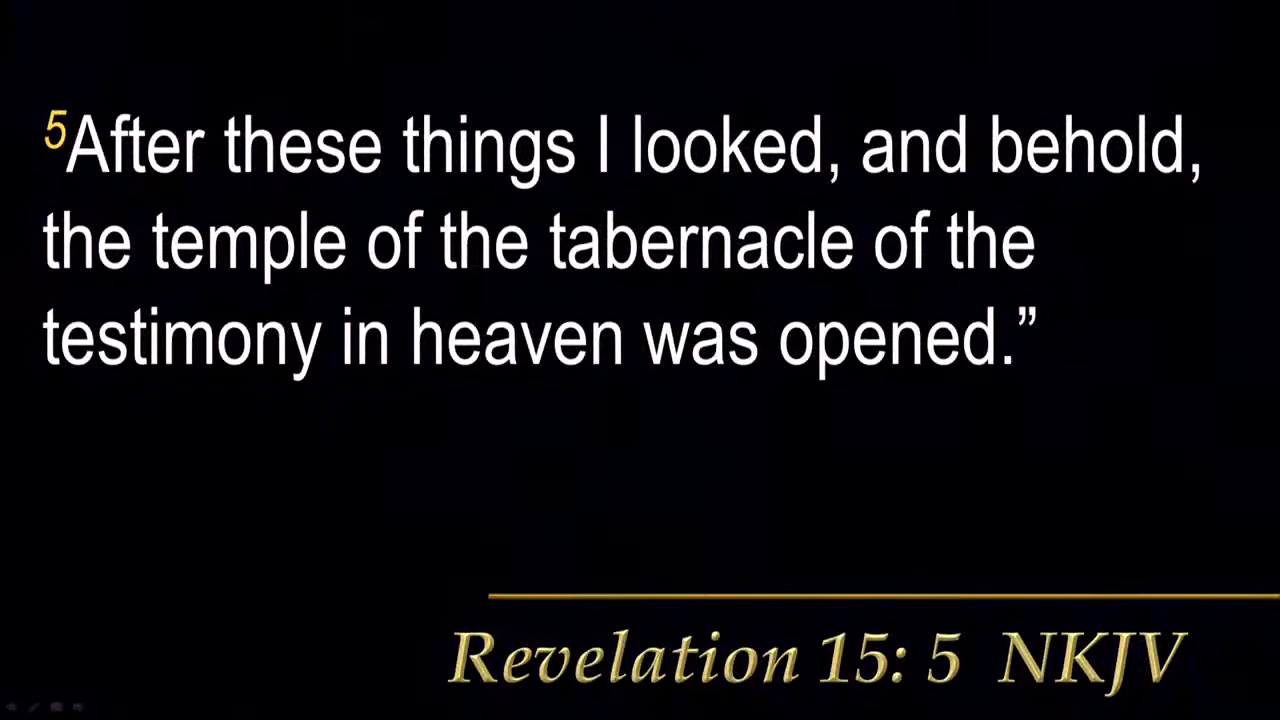 5After these things I looked, and behold,
the temple of the tabernacle of the
testimony in heaven was opened.”
Revelation 15: 5 NKJV